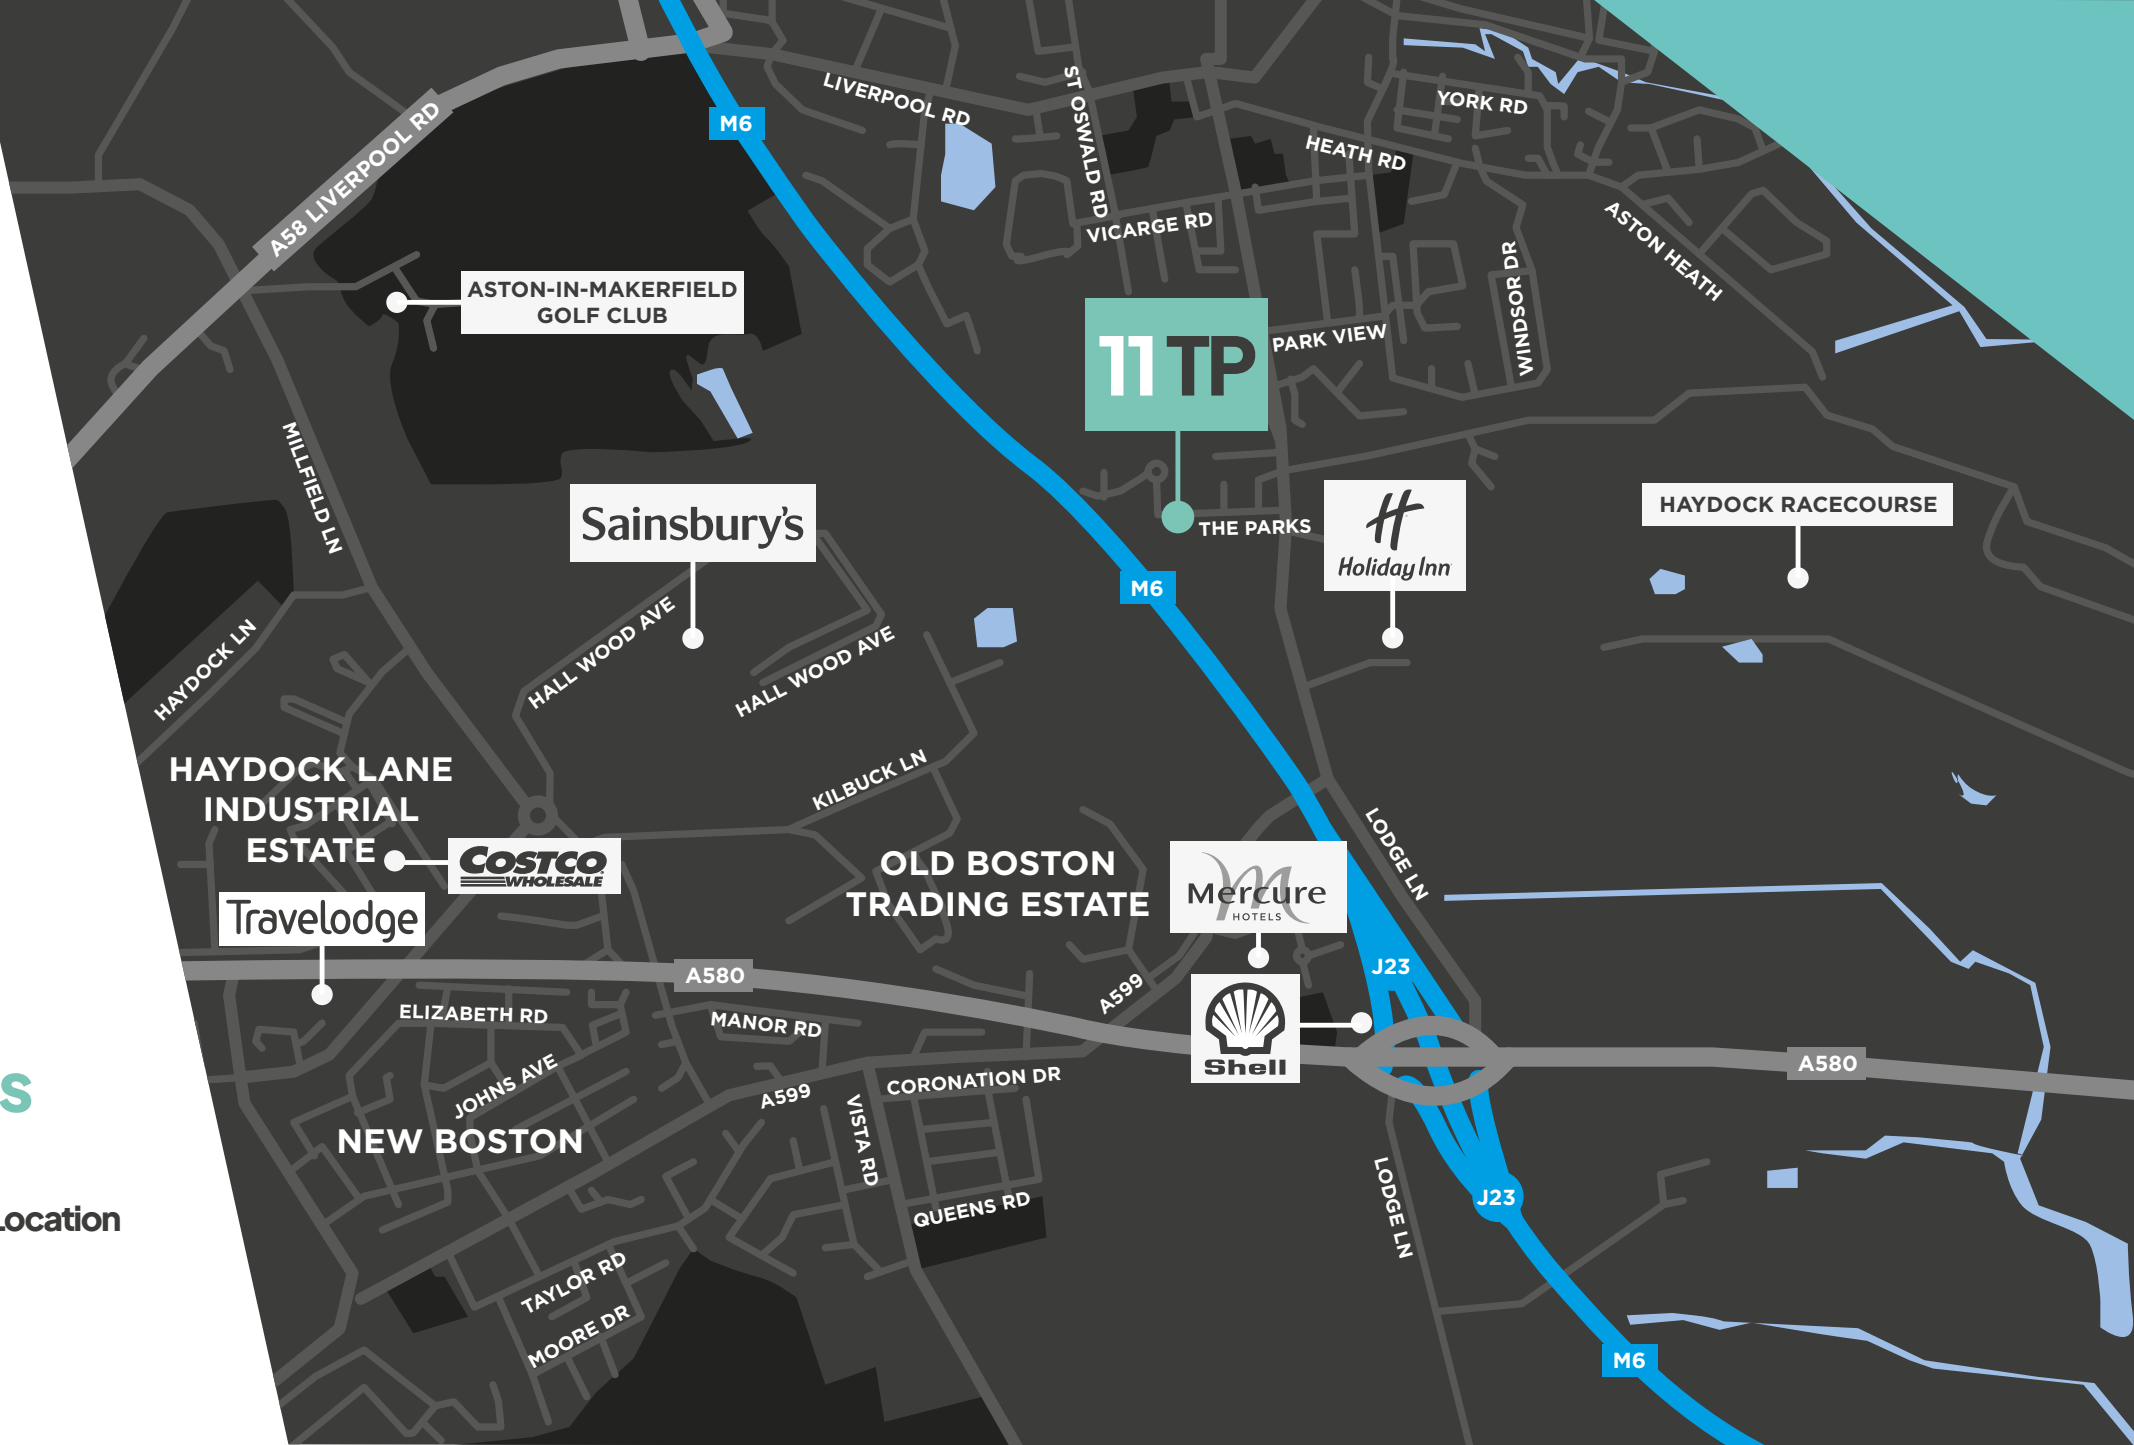 M6
LIVERPOOL RD
ST OSWALD RD
YORK RD
HEATH RD
A58 LIVERPOOL RD
VICARGE RD
ASTON HEATH
WINDSOR DR
ASTON-IN-MAKERFIELD
GOLF CLUB
11 TP
PARK VIEW
MILLFIELD LN
Sainsbury's
THE PARKS
Holiday Inn
HAYDOCK RACECOURSE
M6
HALL WOOD AVE
HALL WOOD AVE
HAYDOCK LN
HAYDOCK LANE
INDUSTRIAL
ESTATE
KILBUCK LN
COSTCO
WHOLESALE
OLD BOSTON
TRADING ESTATE
Mercure
HOTELS
LODGE LN
Travelodge
J23
A580
A599
ELIZABETH RD
MANOR RD
Shell
A580
JOHNS AVE
A599
CORONATION DR
VISTA RD
s
NEW BOSTON
QUEENS RD
J23
LODGE LN
Location
TAYLOR RD
MOORE DR
M6